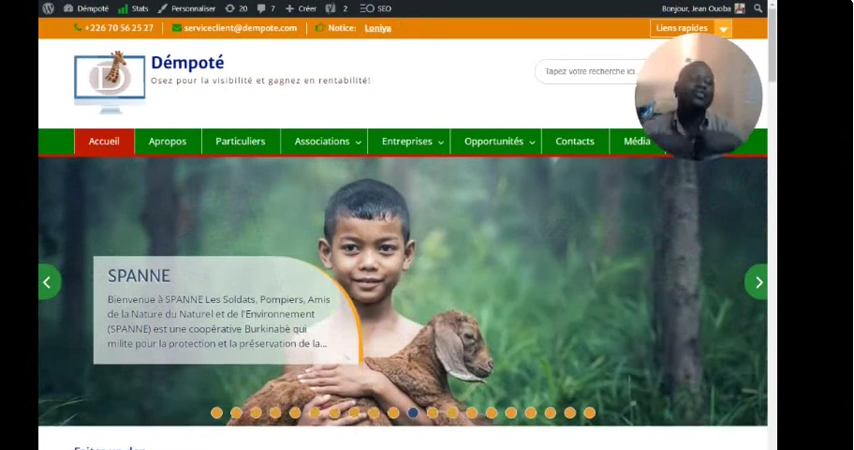 Démpoté
Stats
Personnaliser
20
7
Créer
2
SEO
Bonjour, Jean Ouoba
+226 70 56 25 27
serviceclient@dempote.com
Notice:
Loniya
Liens rapides
Démpoté
Osez pour la visibilité et gagnez en rentabilité!
Tapez votre recherche ici
Accueil
Apropos
Particuliers
Associations
Entreprises
Opportunités
Contacts
Média
SPANNE
Bienvenue à SPANNE Les Soldats, Pompiers, Amis
de la Nature du Naturel et de l'Environnement
(SPANNE) est une coopérative Burkinabè qui
milite pour la protection et la préservation de la...